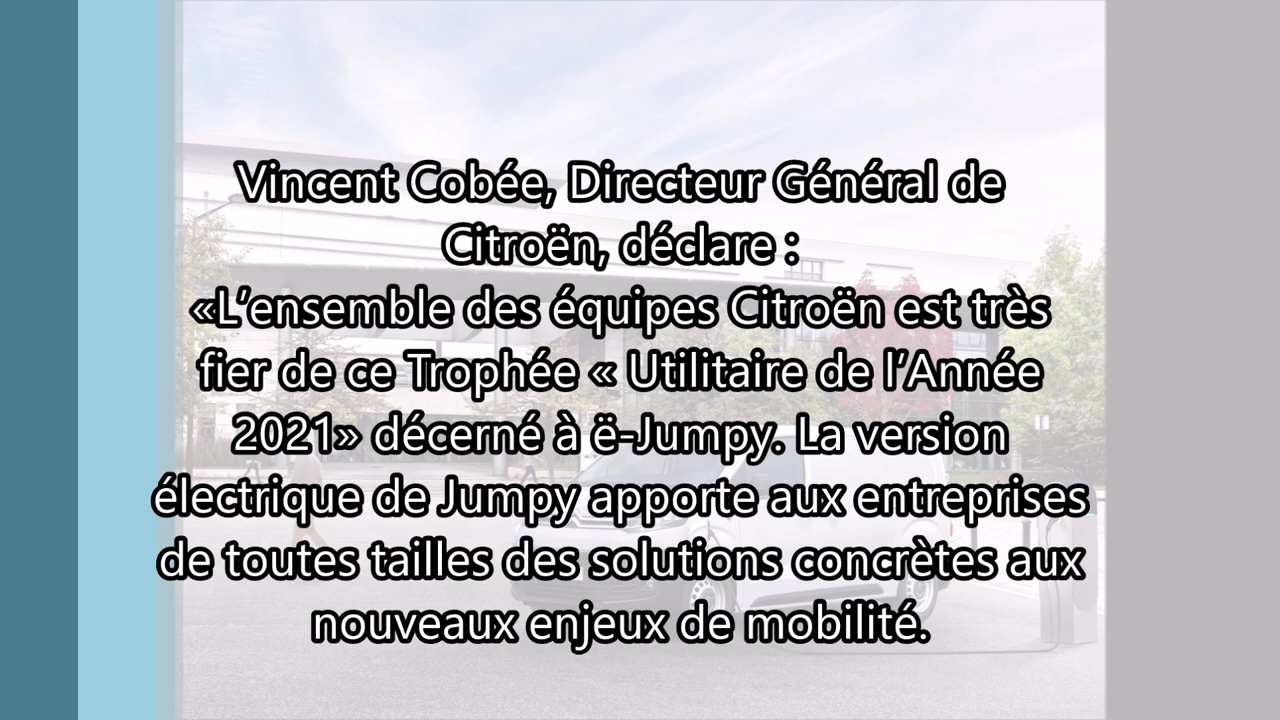 Vincent Cobée, Directeur Général de
Citroën, déclare :
«L’ensemble des équipes Citroën est très
fier de ce Trophée « Utilitaire de l’Année
2021» décerné à ë-Jumpy. La version
électrique de Jumpy apporte aux entreprises
de toutes tailles des solutions concrètes aux
nouveaux enjeux de mobilité.